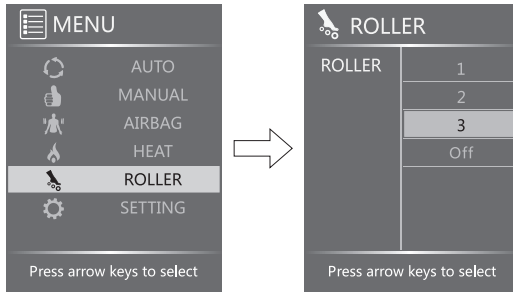 MENU
AUTO
MANUAL
AIRBAG
HEAT
ROLLER
SETTING
Press arrow keys to select
ROLLER
ROLLER
1
2
3
Off
Press arrow keys to select